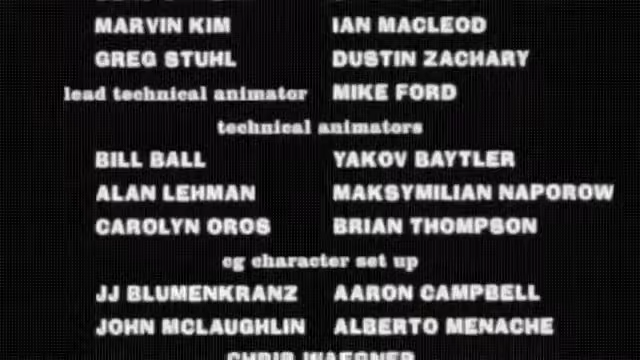 MARVIN KIM IAN MACLEOD
GREG STUHL DUSTIN ZACHARY
lead technical animator MIKE FORD
technical animators
BILL BALL YAKOV BAYTLER
ALAN LEHMAN MAKSYMILIAN NAPOROW
CAROLYN OROS BRIAN THOMPSON
cg character set up
JJ BLUMENKRANZ AARON CAMPBELL
JOHN MCLAUGHLIN ALBERTO MENACHE
CHRIS